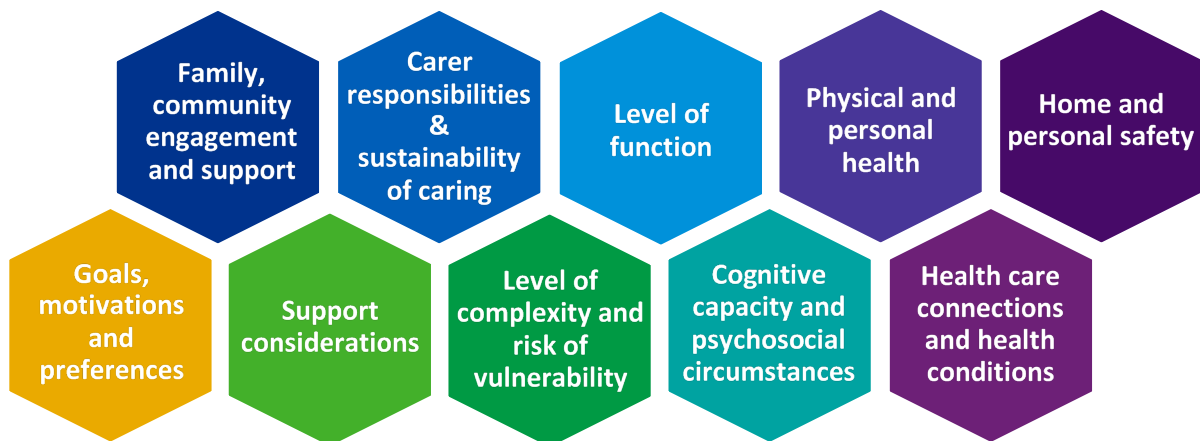 Family,
community
engagement
and support
Carer
responsibilities
&
sustainability
of caring
Level of
function
Physical and
personal
health
Home and
personal safety
Goals,
motivations
and
preferences
Support
considerations
Level of
complexity and
risk of
vulnerability
Cognitive
capacity and
psychosocial
circumstances
Health care
connections
and health
conditions